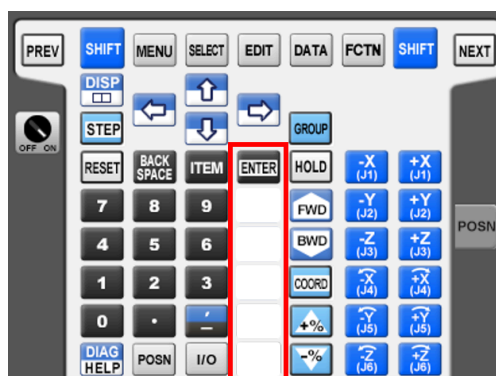 PREV SHIFT MENU SELECT EDIT DATA FCTN SHIFT NEXT
DISP
STEP GROUP
OFF ON
RESET BACK SPACE ITEM ENTER HOLD -X (J1) +X (J1)
7 8 9 FWD -Y (J2) +Y (J2)
POSN
4 5 6 BWD -Z (J3) +Z (J3)
1 2 3 COORD -X (J4) +X (J4)
0 . , - +% -Y (J5) +Y (J5)
DIAG HELP POSN I/O -% -Z (J6) +Z (J6)